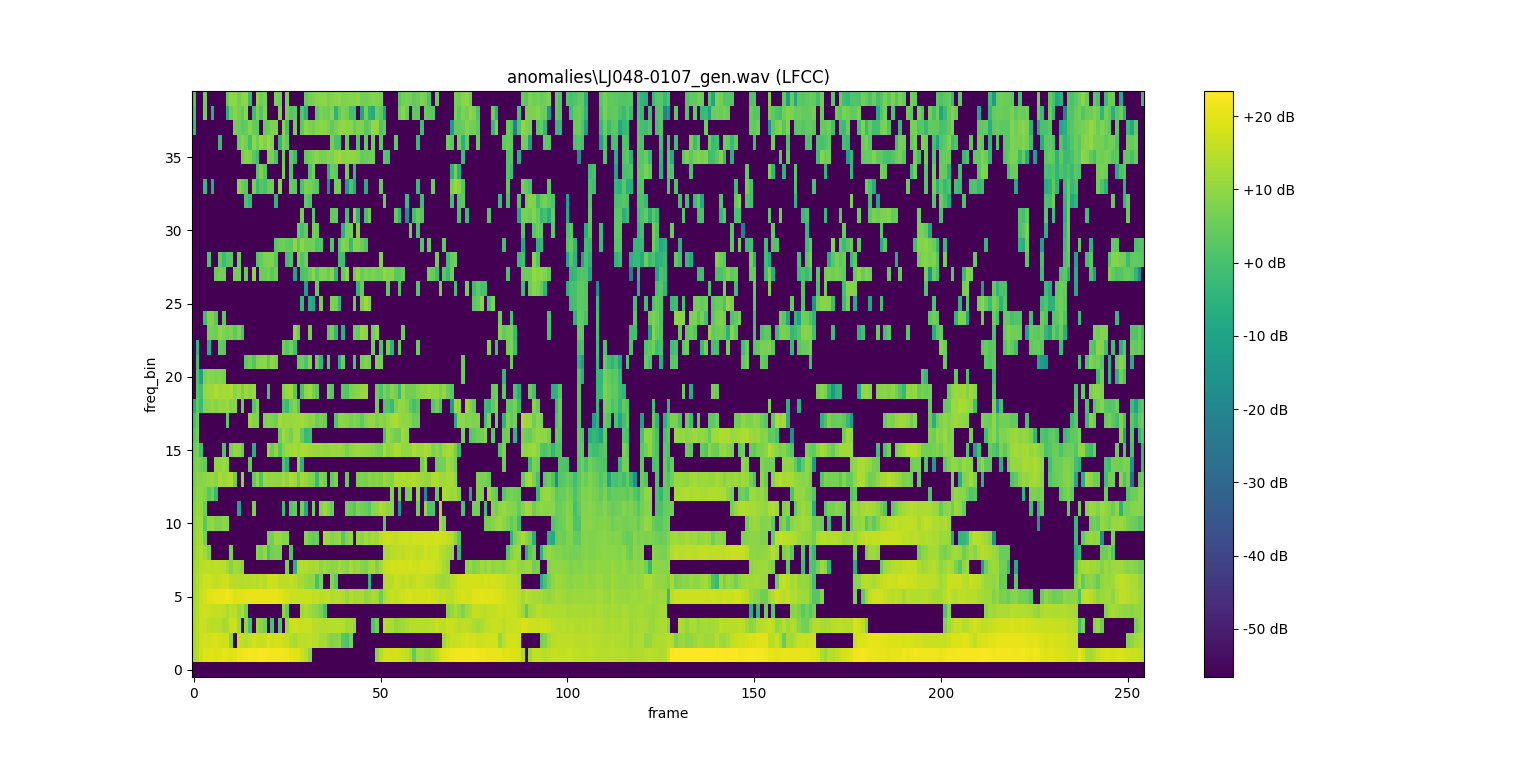 anomalies\LJ048-0107_gen.wav (LFCC)
freq_bin
35
30
25
20
15
10
5
0
0 50 100 150 200 250
frame
+20 dB
+10 dB
+0 dB
-10 dB
-20 dB
-30 dB
-40 dB
-50 dB